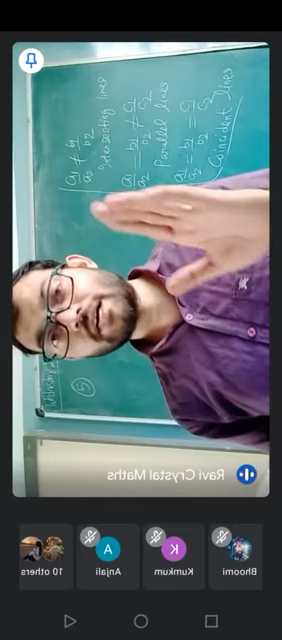 a₁/a₂ ≠ b₁/b₂
Intersecting lines
a₁/a₂ = b₁/b₂ ≠ c₁/c₂
Parallel lines
a₁/a₂ = b₁/b₂ = c₁/c₂
Coincident lines
5
Ravi Crystal Maths
Bhoomi
K
Kumkum
A
Anjali
10 others